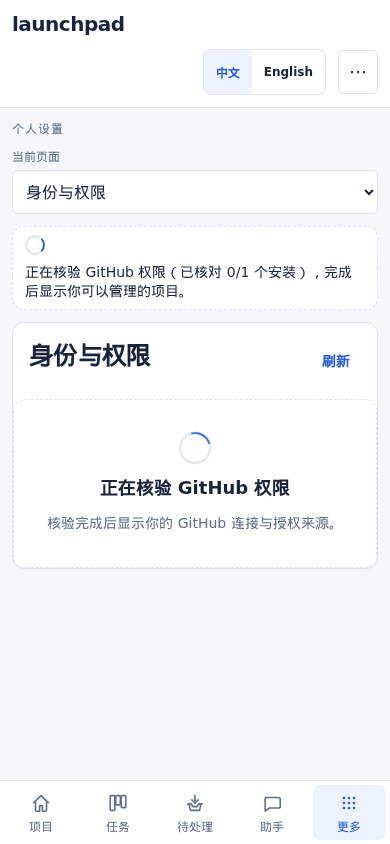 launchpad
中文
English
...
个人设置
当前页面
身份与权限
正在核验 GitHub 权限（已核对 0/1 个安装），完成
后显示你可以管理的项目。
身份与权限
刷新
正在核验 GitHub 权限
核验完成后显示你的 GitHub 连接与授权来源。
项目
任务
待处理
助手
更多